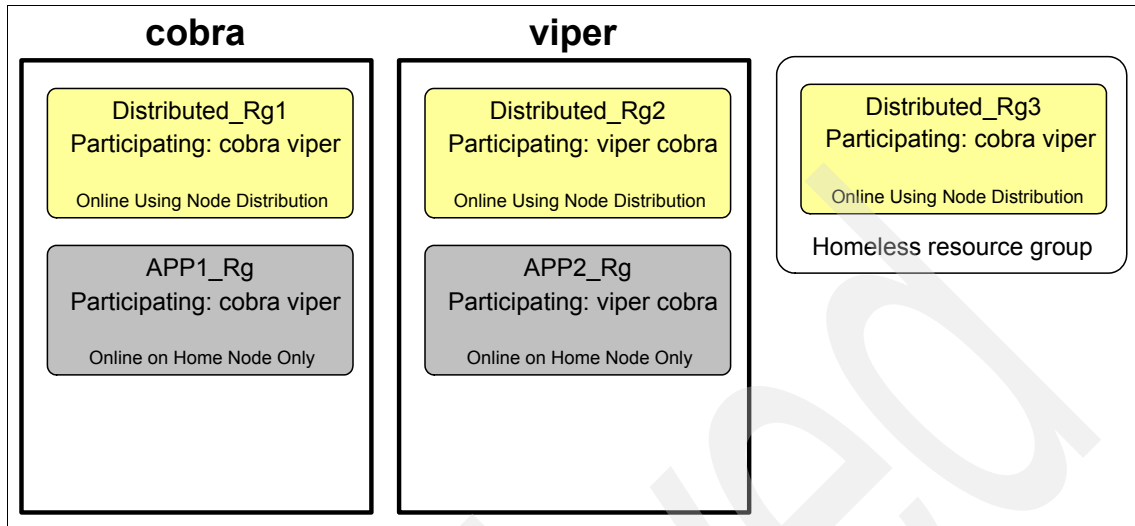 cobra
Distributed_Rg1
Participating: cobra viper
Online Using Node Distribution
APP1_Rg
Participating: cobra viper
Online on Home Node Only
viper
Distributed_Rg2
Participating: viper cobra
Online Using Node Distribution
APP2_Rg
Participating: viper cobra
Online on Home Node Only
Distributed_Rg3
Participating: cobra viper
Online Using Node Distribution
Homeless resource group